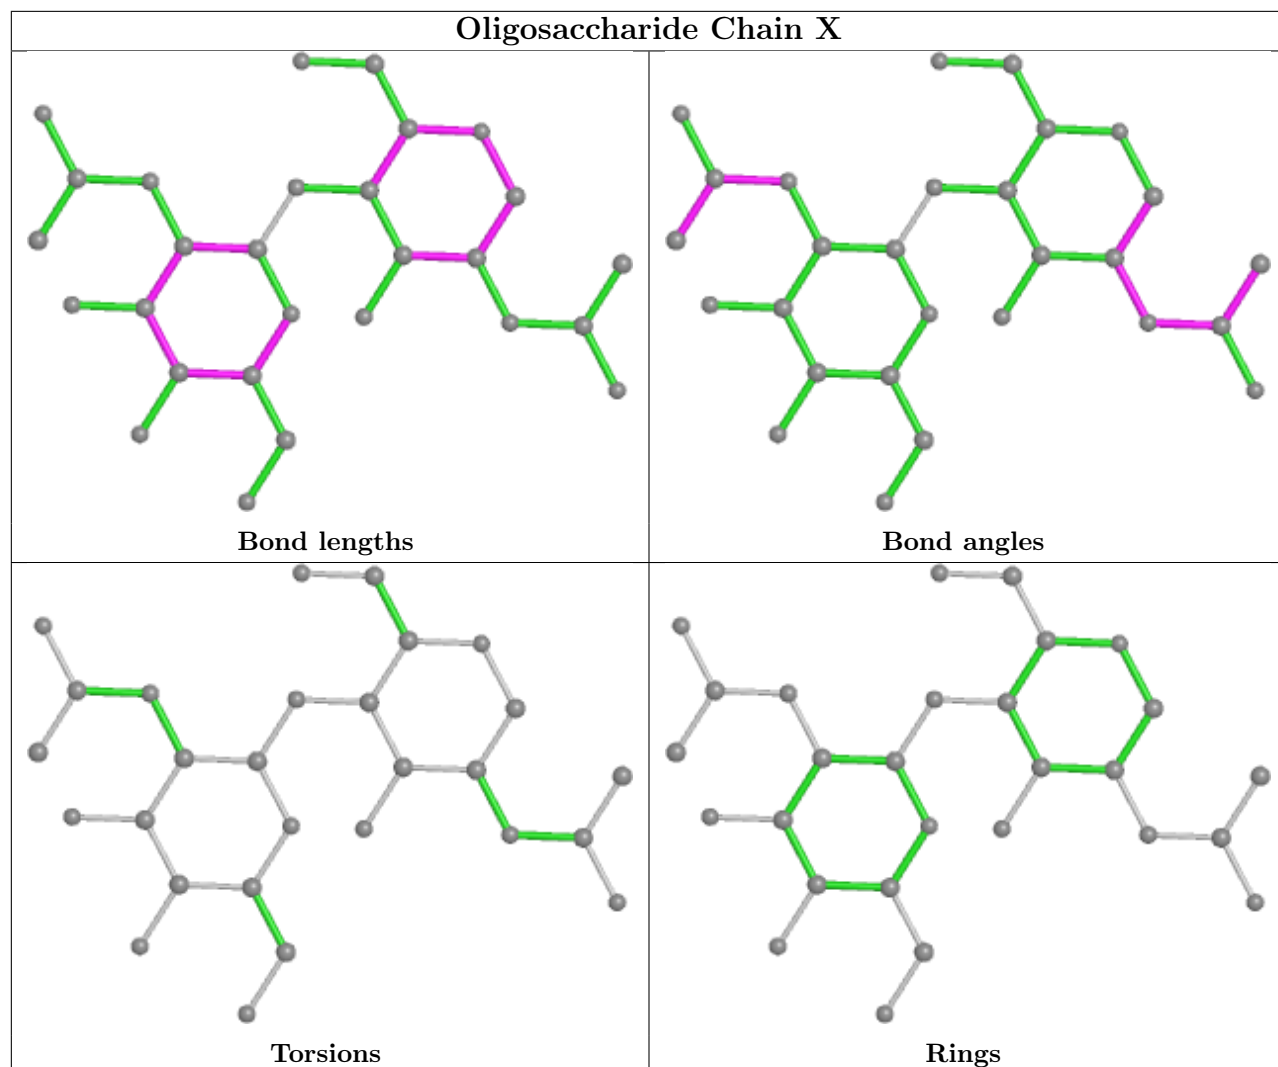 Oligosaccharide Chain X
Bond lengths
Bond angles
Torsions
Rings